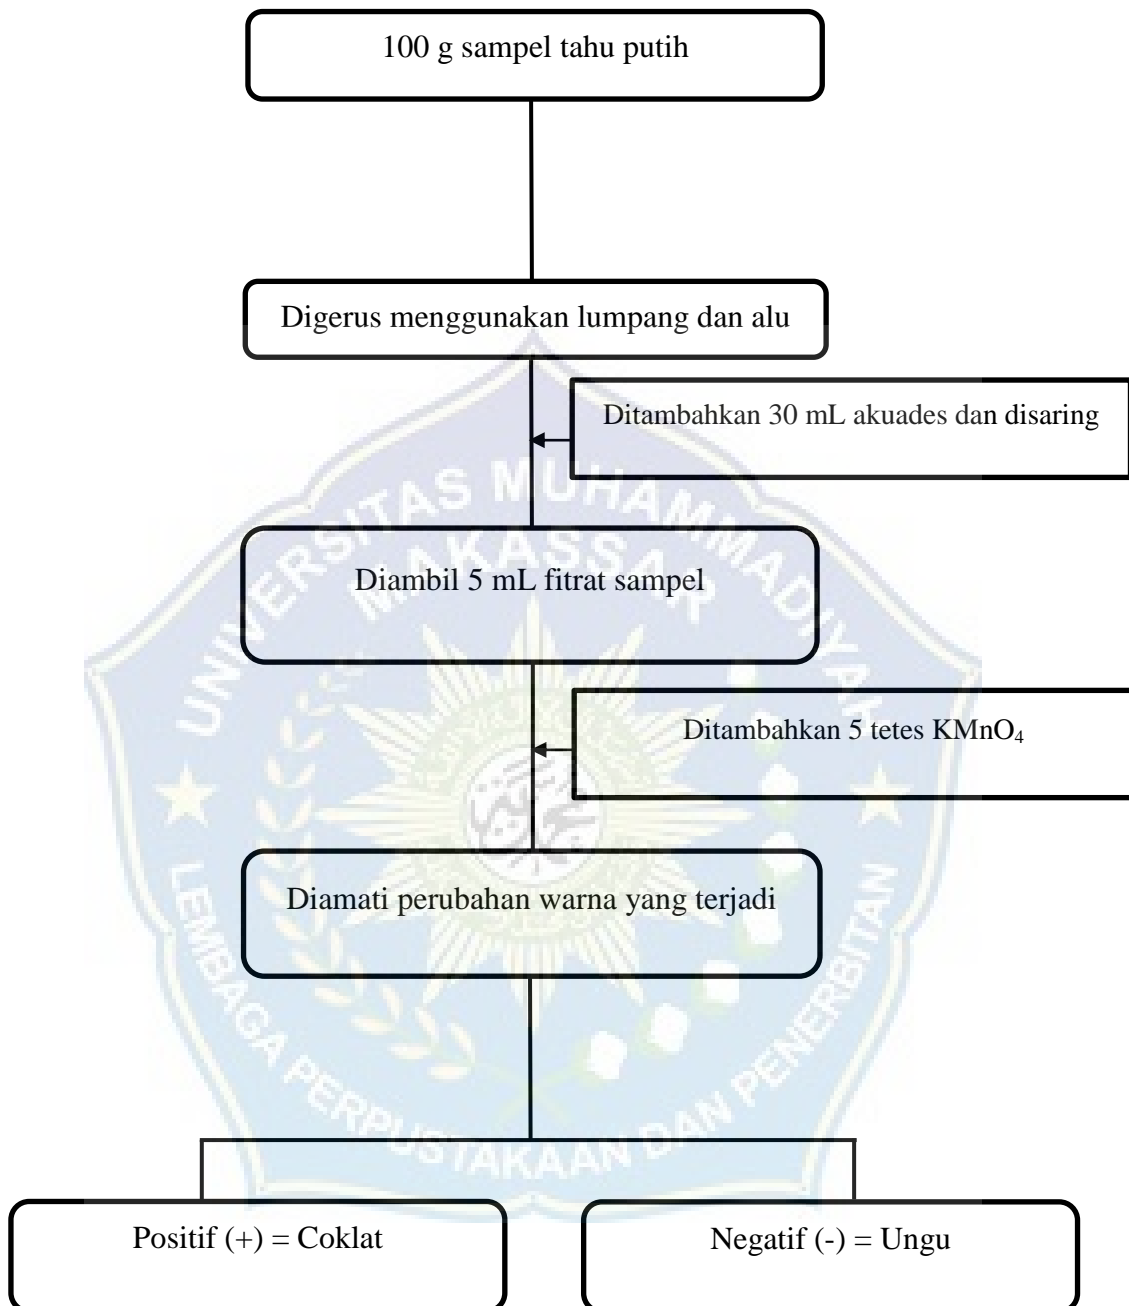 100 g sampel tahu putih
Digerus menggunakan lumpang dan alu
Ditambahkan 30 mL akuades dan disaring
UNIVERSITAS MUHAMMADIYAH
MAKASSAR
Diambil 5 mL fitrat sampel
Ditambahkan 5 tetes KMnO₄
Diamati perubahan warna yang terjadi
LEMBAGA PERPUSTAKAAN DAN PENERBITAN
Positif (+) = Coklat
Negatif (-) = Ungu